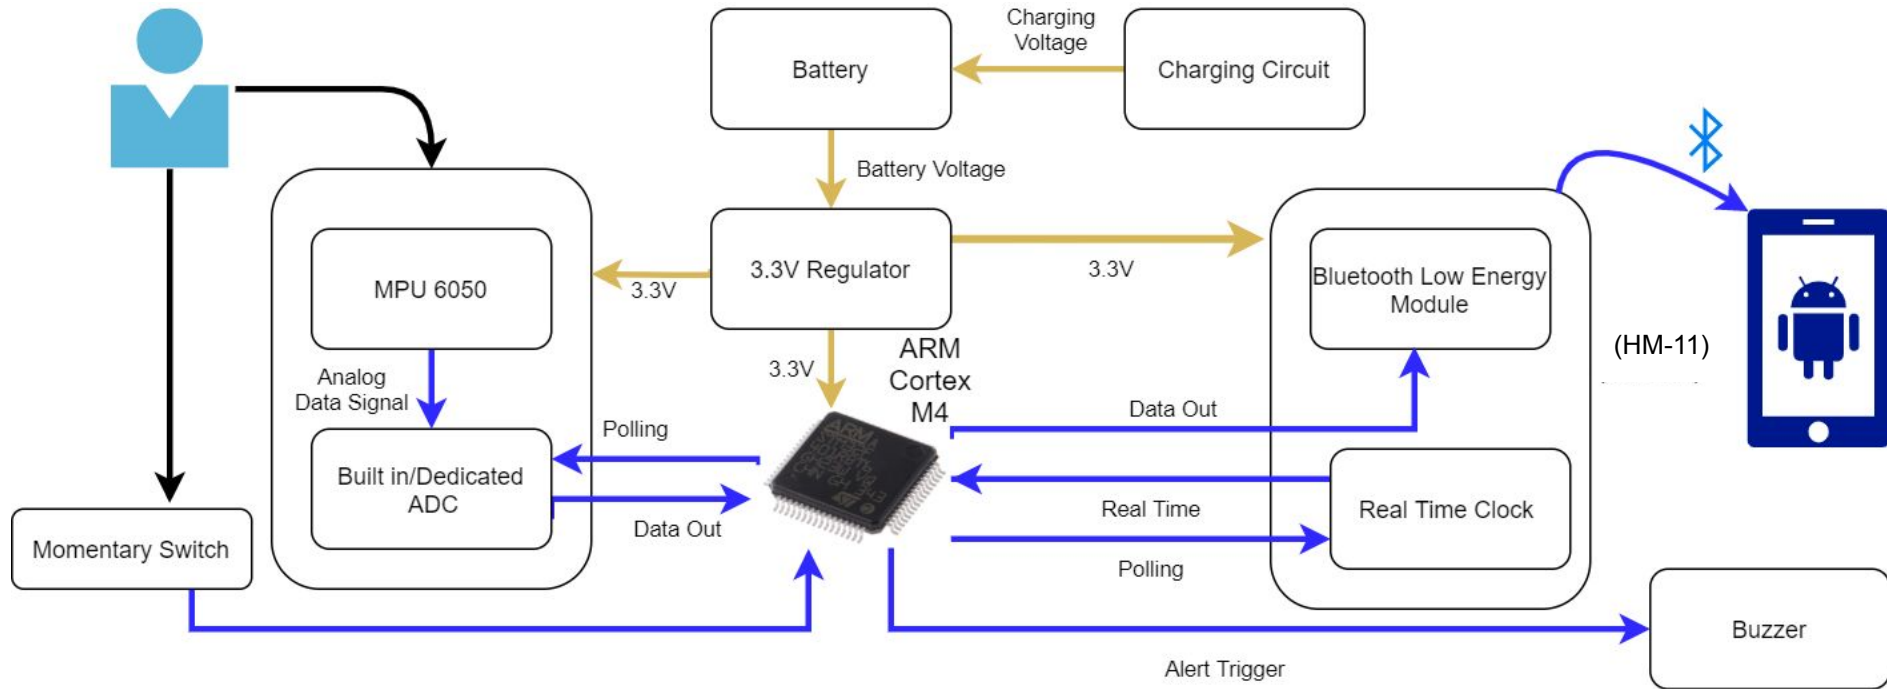 Charging
Voltage
Battery
Charging Circuit
Battery Voltage
MPU 6050
3.3V
3.3V Regulator
3.3V
Bluetooth Low Energy
Module
(HM-11)
3.3V
ARM
Cortex
M4
Analog
Data Signal
Polling
Data Out
Built in/Dedicated
ADC
ARM
Data Out
Real Time
Real Time Clock
Momentary Switch
Polling
Buzzer
Alert Trigger